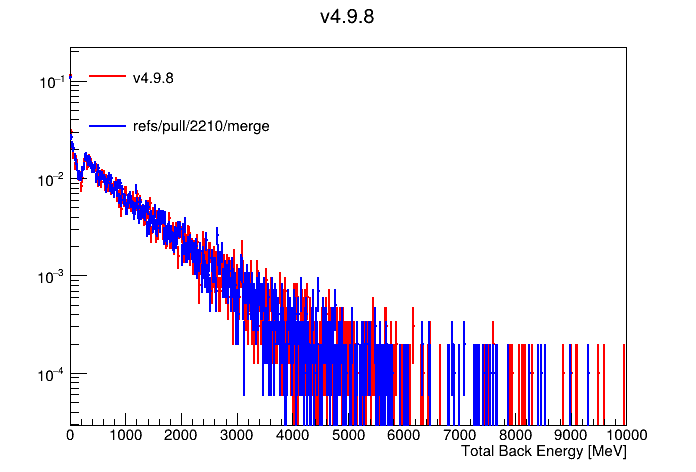 v4.9.8
v4.9.8
refs/pull/2210/merge
10⁻¹
10⁻²
10⁻³
10⁻⁴
0 1000 2000 3000 4000 5000 6000 7000 8000 9000 10000
Total Back Energy [MeV]